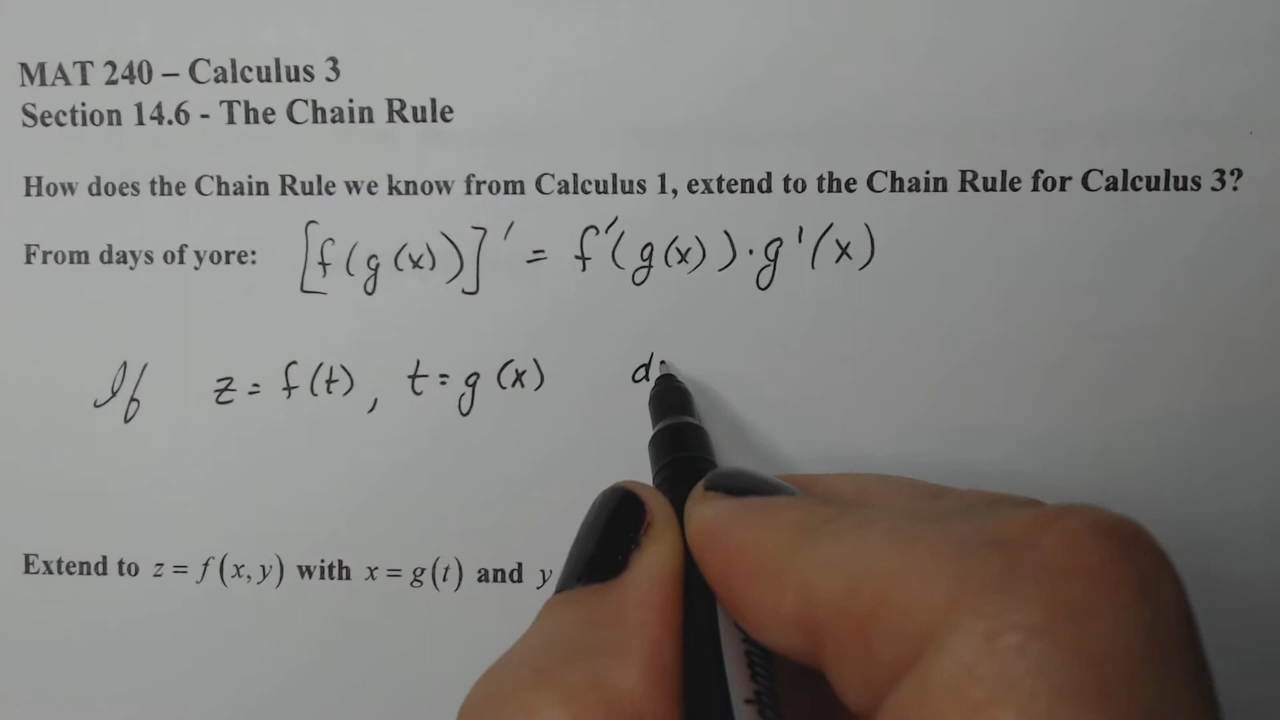 MAT 240 – Calculus 3
Section 14.6 - The Chain Rule
How does the Chain Rule we know from Calculus 1, extend to the Chain Rule for Calculus 3?
From days of yore: [f(g(x))]' = f'(g(x))·g'(x)
If z = f(t), t = g(x) d
Extend to z = f(x, y) with x = g(t) and y